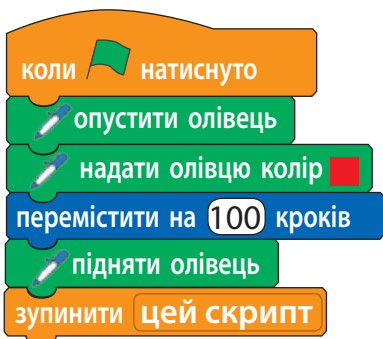 коли натиснуто
опустити олівець
надати олівцю колір
перемістити на 100 кроків
підняти олівець
зупинити цей скрипт